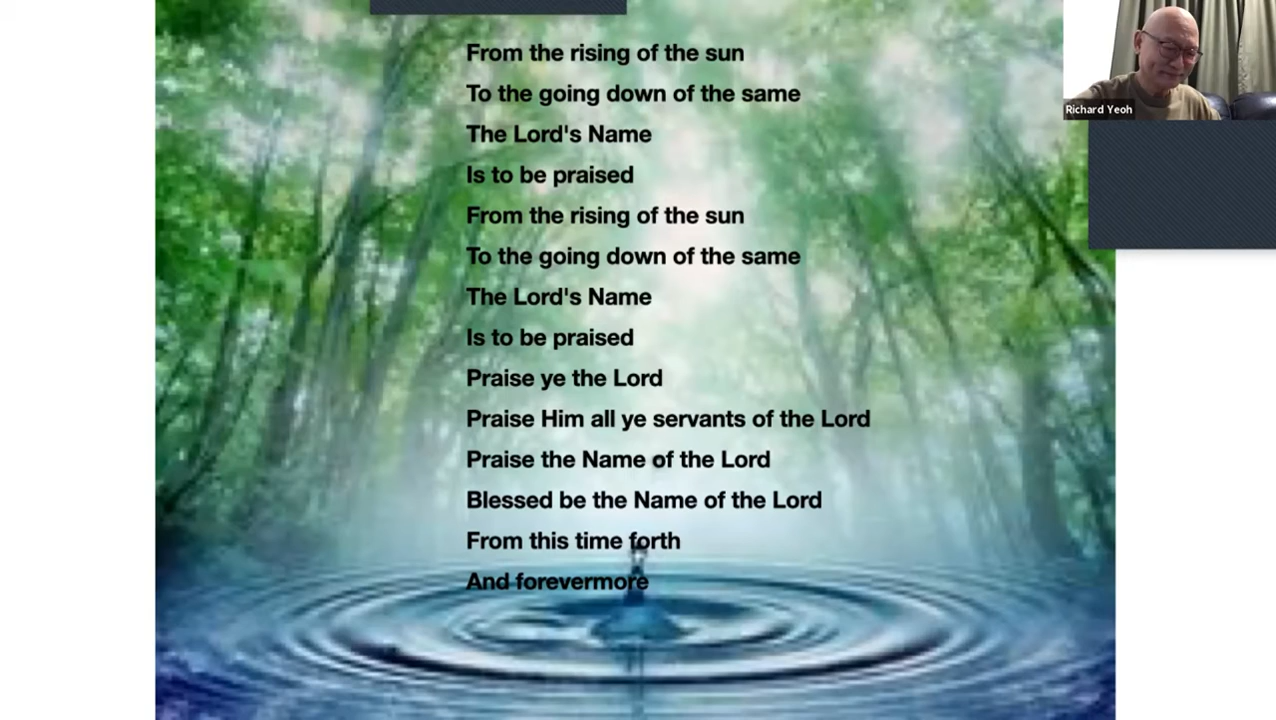 From the rising of the sun
To the going down of the same
The Lord's Name
Is to be praised
From the rising of the sun
To the going down of the same
The Lord's Name
Is to be praised
Praise ye the Lord
Praise Him all ye servants of the Lord
Praise the Name of the Lord
Blessed be the Name of the Lord
From this time forth
And forevermore
Richard Yeoh